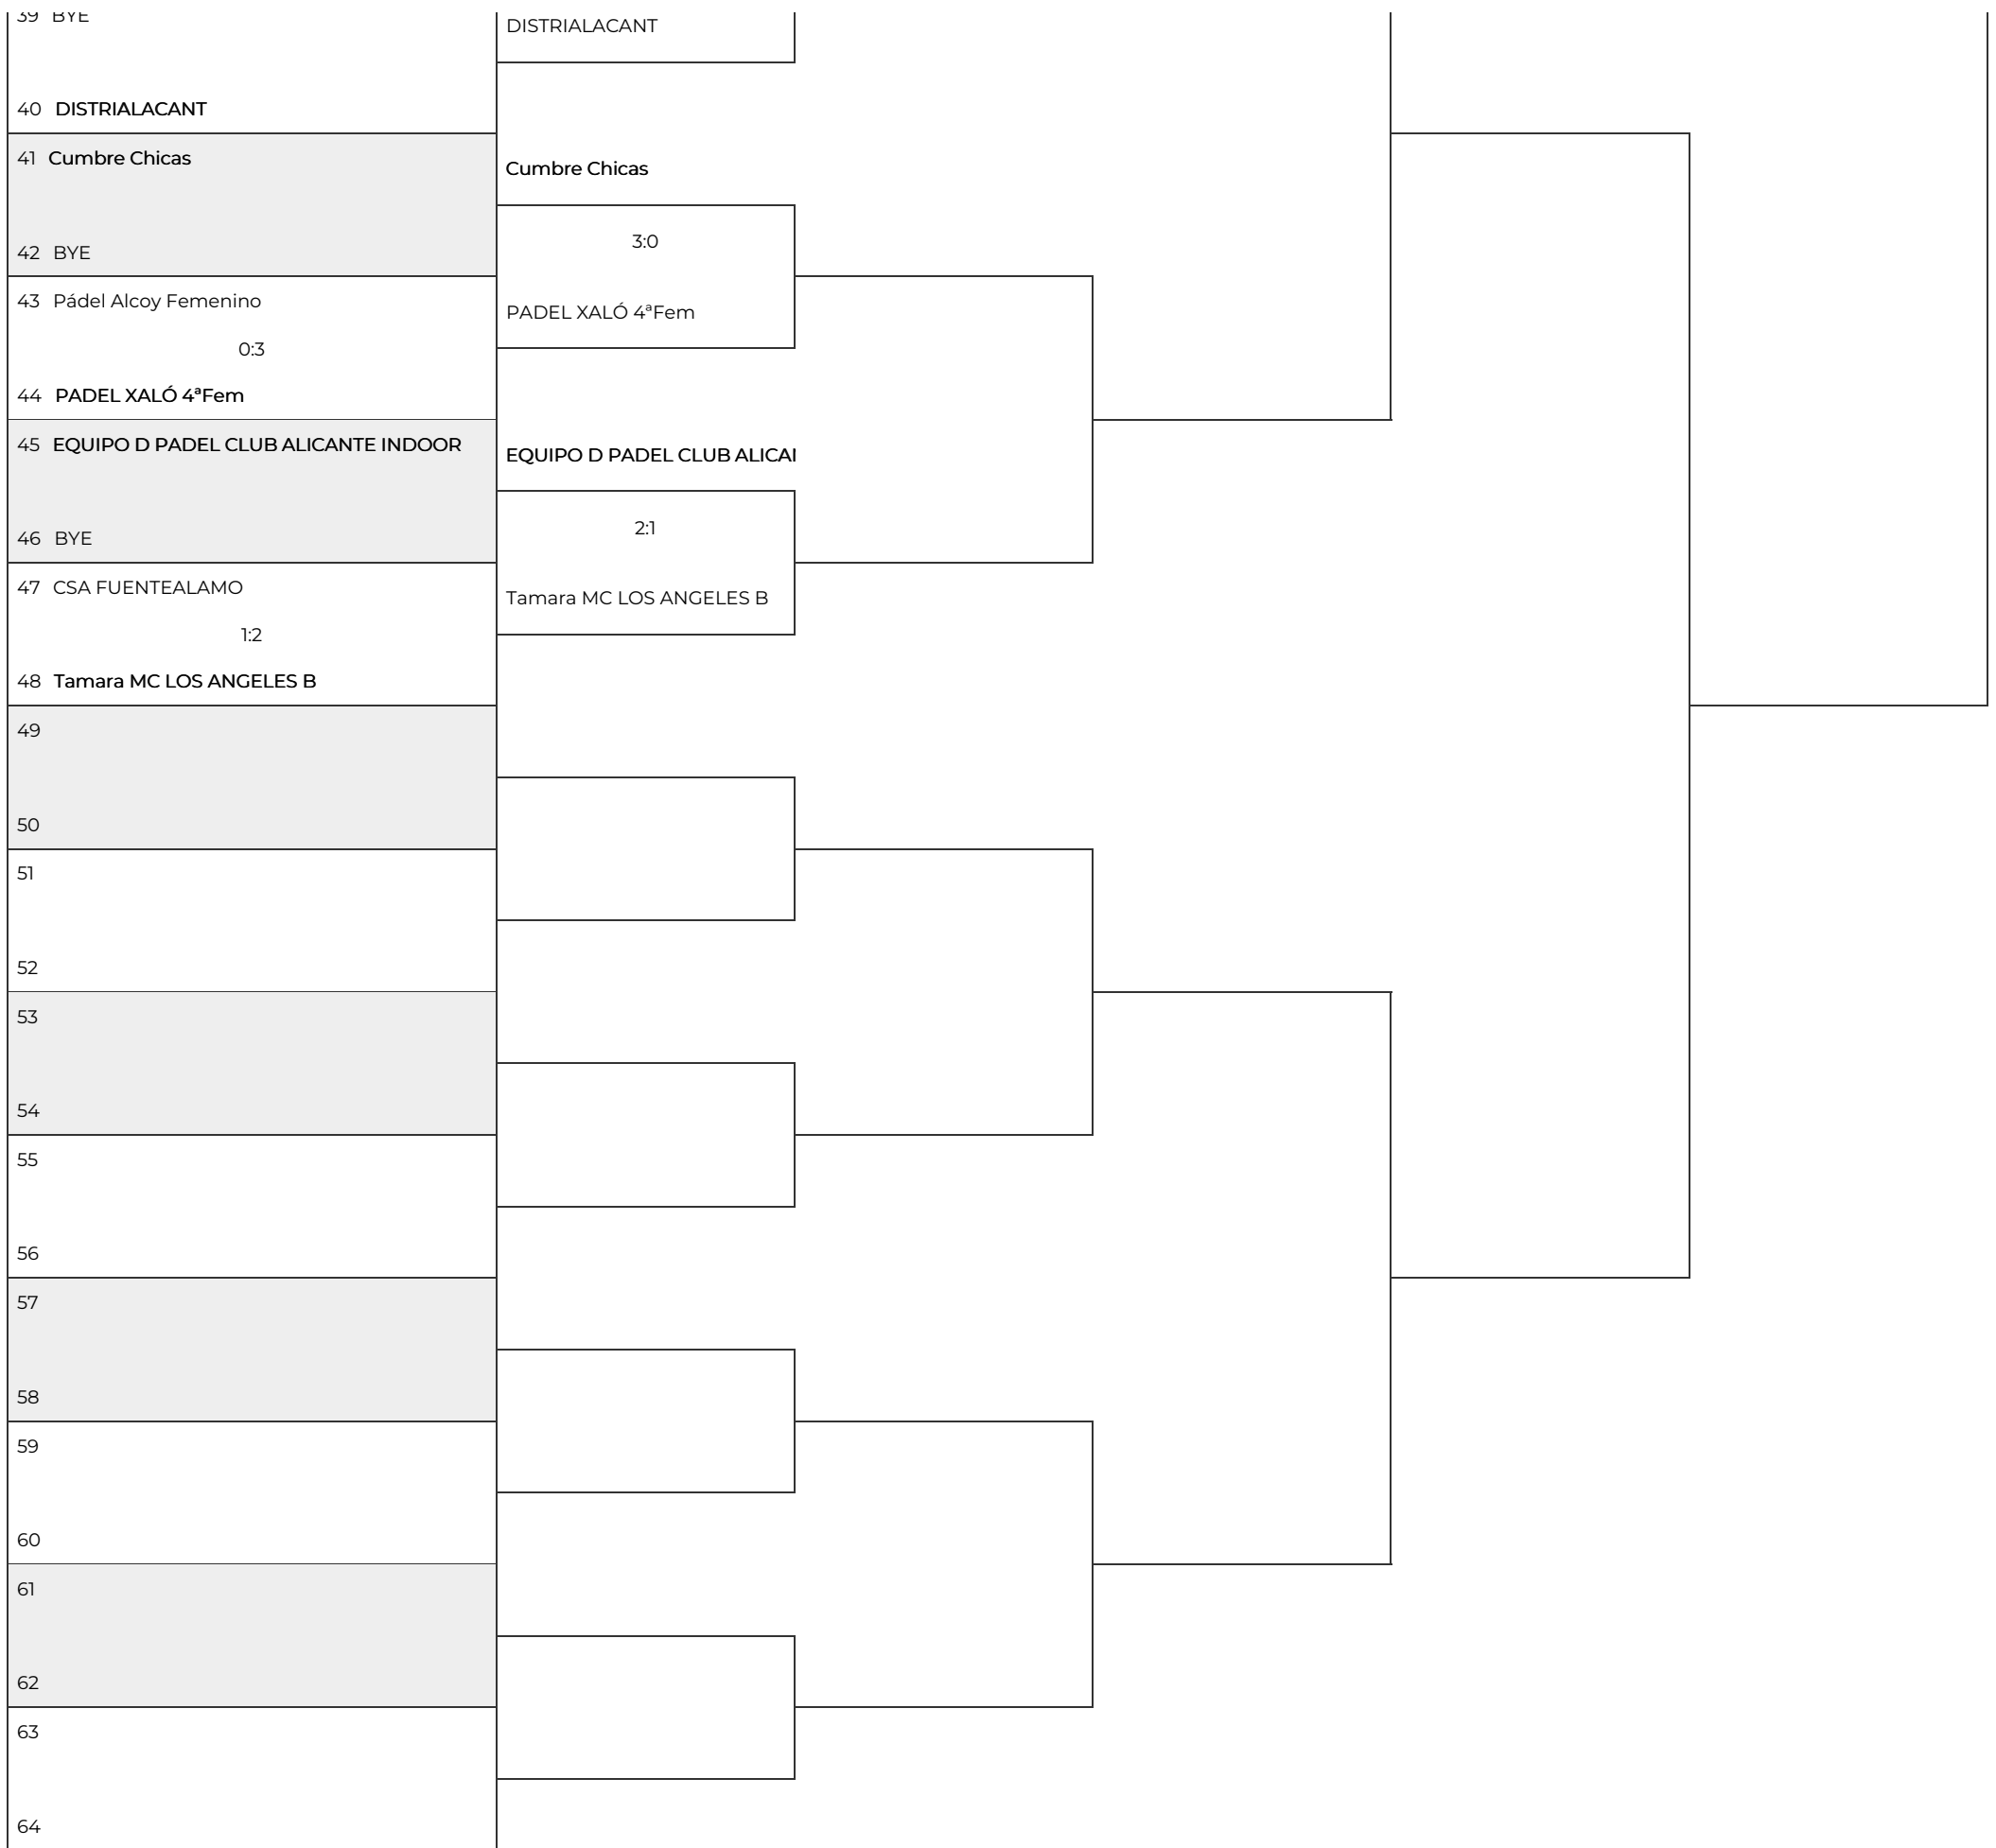 39 BYE
DISTRIALACANT
40 DISTRIALACANT
41 Cumbre Chicas
Cumbre Chicas
42 BYE
3:0
43 Pádel Alcoy Femenino
PADEL XALÓ 4ªFem
0:3
44 PADEL XALÓ 4ªFem
45 EQUIPO D PADEL CLUB ALICANTE INDOOR
EQUIPO D PADEL CLUB
46 BYE
2:1
47 CSA FUENTEALAMO
Tamara MC LOS ANGELES B
1:2
48 Tamara MC LOS ANGELES B
49
50
51
52
53
54
55
56
57
58
59
60
61
62
63
64